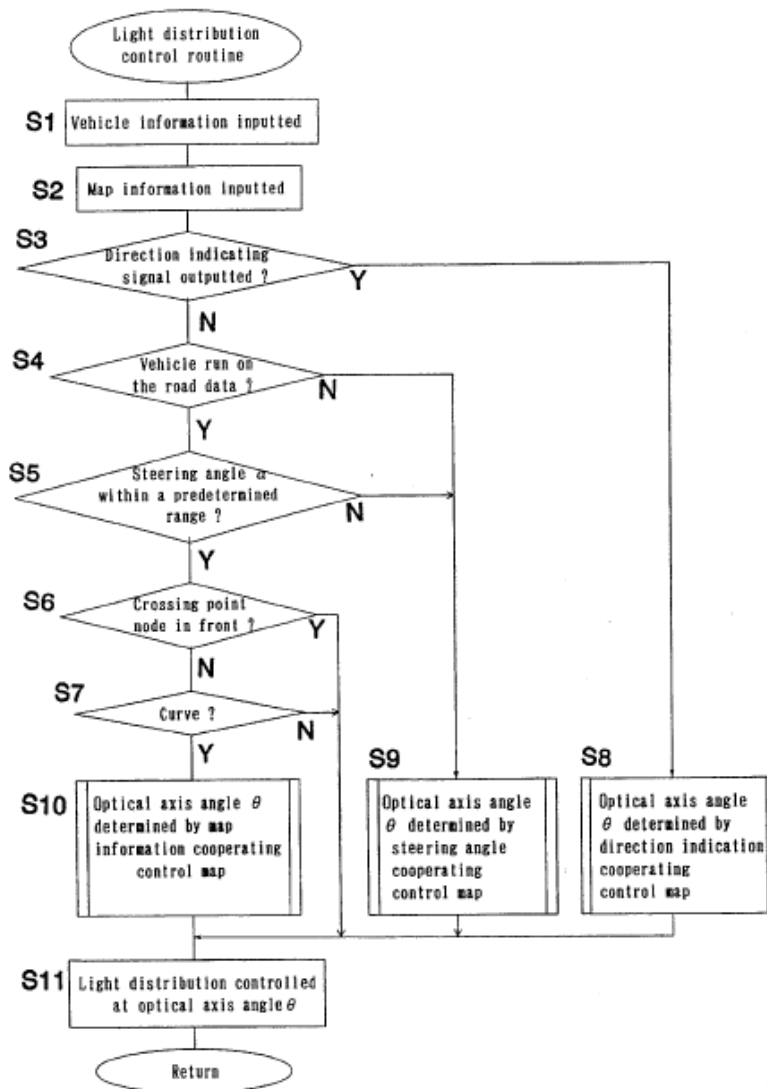 Light distribution
control routine
S1
Vehicle information inputted
S2
Map information inputted
S3
Direction indicating
signal outputted ?
Y
N
S4
Vehicle run on
the road data ?
N
Y
S5
Steering angle α
within a predetermined
range ?
N
Y
S6
Crossing point
node in front ?
Y
N
S7
Curve ?
N
Y
S10
Optical axis angle θ
determined by map
information cooperating
control map
S9
Optical axis angle
θ determined by
steering angle
cooperating
control map
S8
Optical axis angle
θ determined by
direction indication
cooperating
control map
S11
Light distribution controlled
at optical axis angle θ
Return